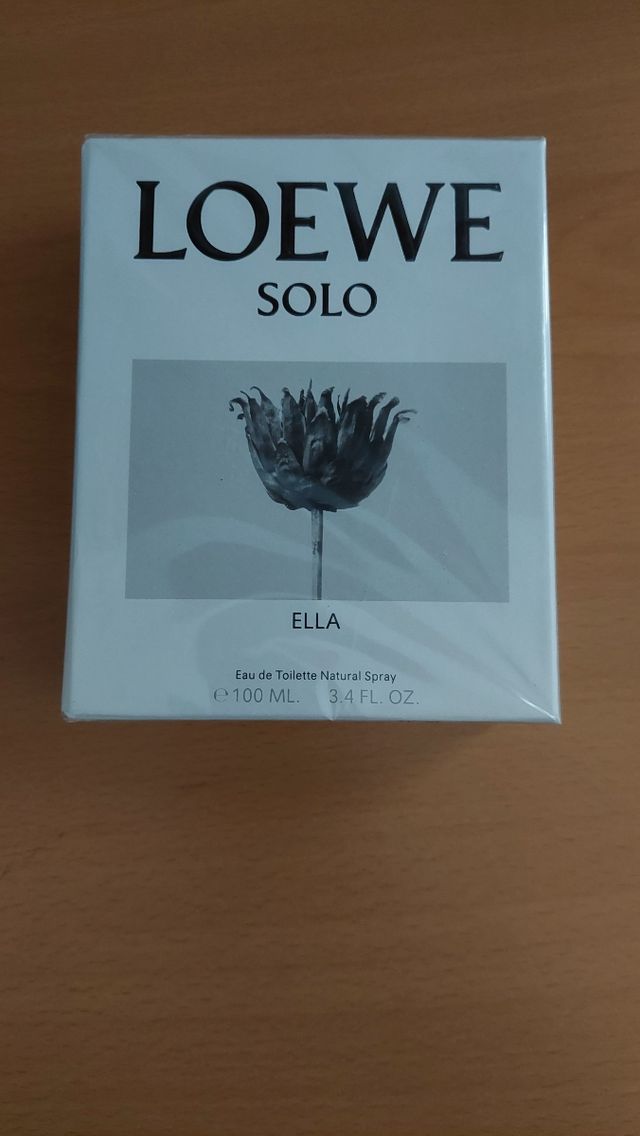 LOEWE
SOLO
ELLA
Eau de Toilette Natural Spray
℮ 100 ML. 3.4 FL. OZ.